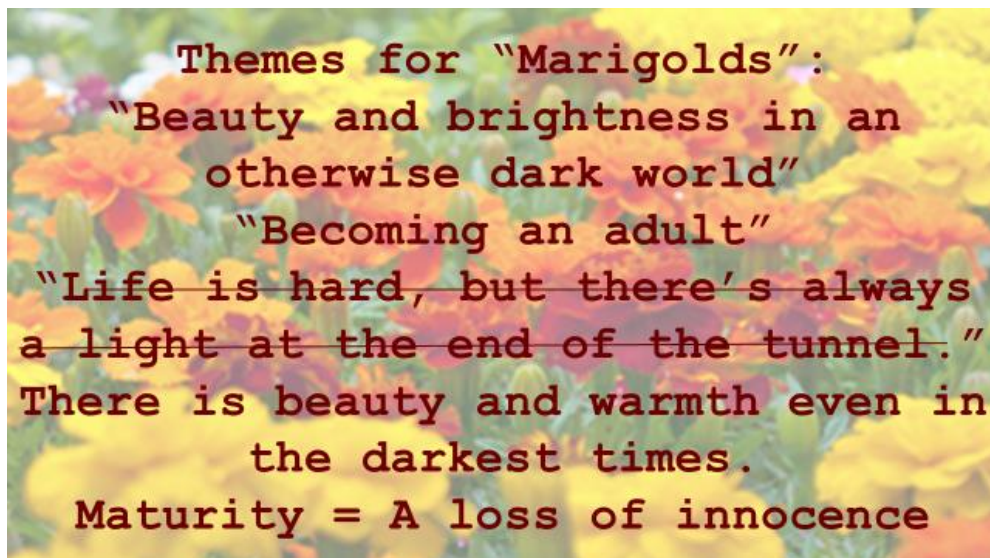 Themes for “Marigolds”:
“Beauty and brightness in an
otherwise dark world”
“Becoming an adult”
“Life is hard, but there’s always
a light at the end of the tunnel.”
There is beauty and warmth even in
the darkest times.
Maturity = A loss of innocence